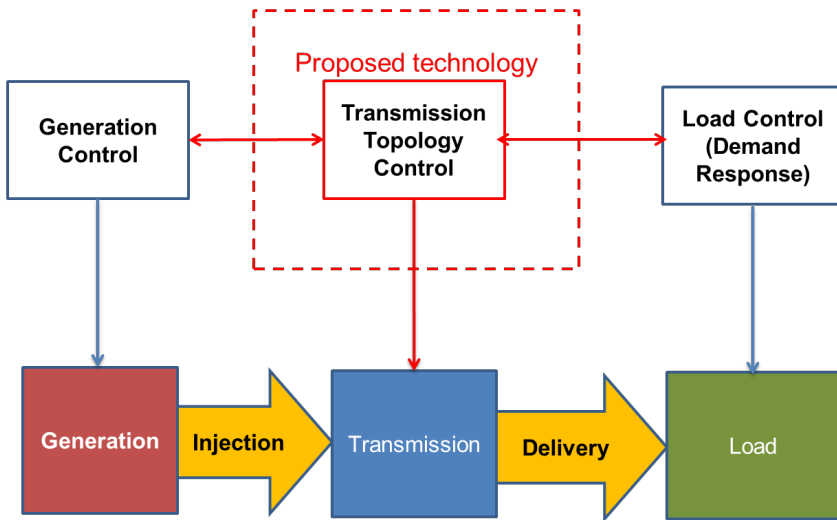 Proposed technology
Generation
Control
Transmission
Topology
Control
Load Control
(Demand
Response)
Generation
Injection
Transmission
Delivery
Load